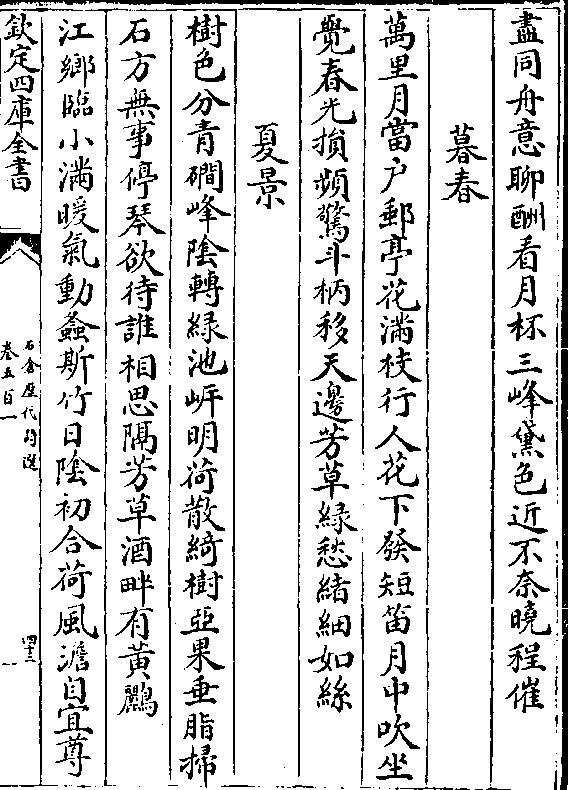 盡同舟意聊酬看月杯三峰黛色近不奈曉程催
暮春
萬里月當户郵亭花滿枝行人花下發短笛月中吹坐
覺春光損頻驚斗柄移天邊芳草緑愁緒細如絲
夏景
樹色分青磵峰陰轉緑池岍明荷散綺樹亞果垂脂掃
石方無事停琴欲待誰相思隔芳草酒畔有黄鸝
江鄉臨小滿暖氣動螽斯竹日陰初合荷風澹自宜尊
欽定四庫全書
石倉歷代詩選
卷五百一
四十三